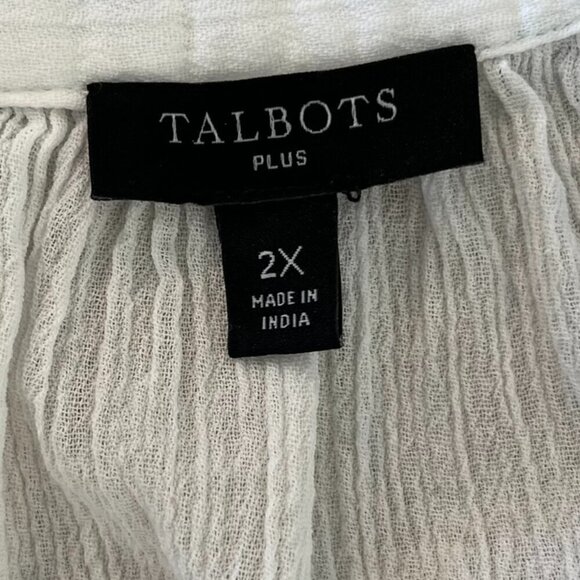 TALBOTS
PLUS
2X
MADE IN
INDIA